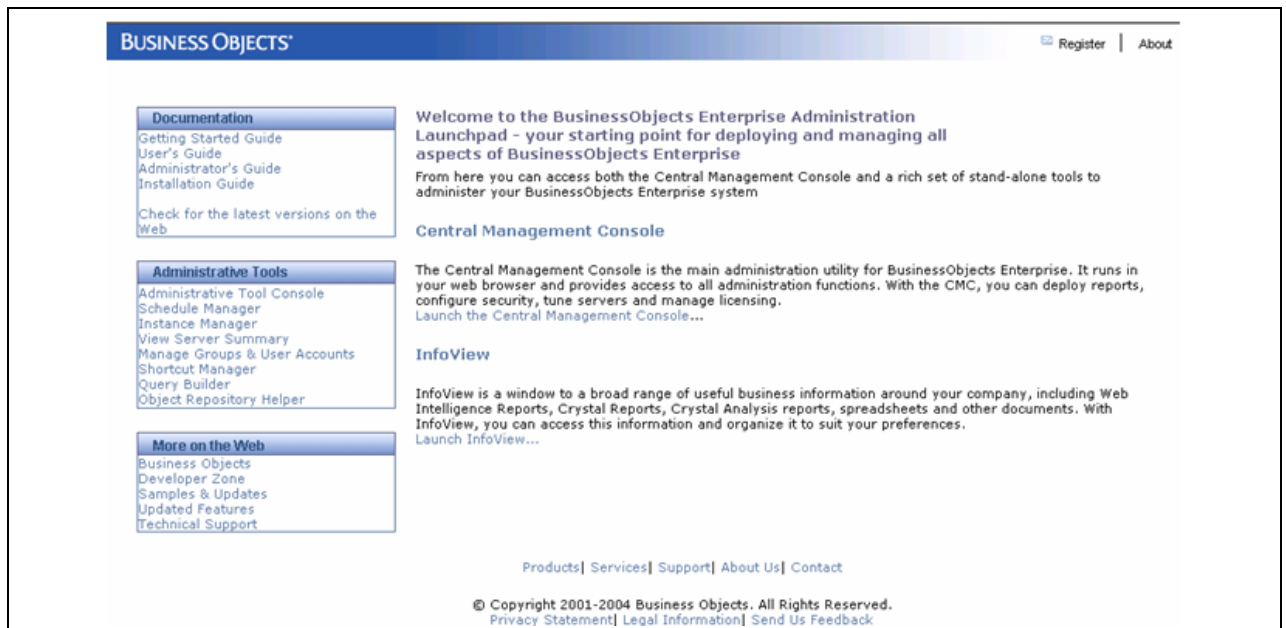 BUSINESS OBJECTS
Register | About
Documentation
Getting Started Guide
User's Guide
Administrator's Guide
Installation Guide
Check for the latest versions on the
Web
Administrative Tools
Administrative Tool Console
Schedule Manager
Instance Manager
View Server Summary
Manage Groups & User Accounts
Shortcut Manager
Query Builder
Object Repository Helper
More on the Web
Business Objects
Developer Zone
Samples & Updates
Updated Features
Technical Support
Welcome to the BusinessObjects Enterprise Administration
Launchpad - your starting point for deploying and managing all
aspects of BusinessObjects Enterprise
From here you can access both the Central Management Console and a rich set of stand-alone tools to
administer your BusinessObjects Enterprise system
Central Management Console
The Central Management Console is the main administration utility for BusinessObjects Enterprise. It runs in
your web browser and provides access to all administration functions. With the CMC, you can deploy reports,
configure security, tune servers and manage licensing.
Launch the Central Management Console...
InfoView
InfoView is a window to a broad range of useful business information around your company, including Web
Intelligence Reports, Crystal Reports, Crystal Analysis reports, spreadsheets and other documents. With
InfoView, you can access this information and organize it to suit your preferences.
Launch InfoView...
Products| Services| Support| About Us| Contact
© Copyright 2001-2004 Business Objects. All Rights Reserved.
Privacy Statement| Legal Information| Send Us Feedback